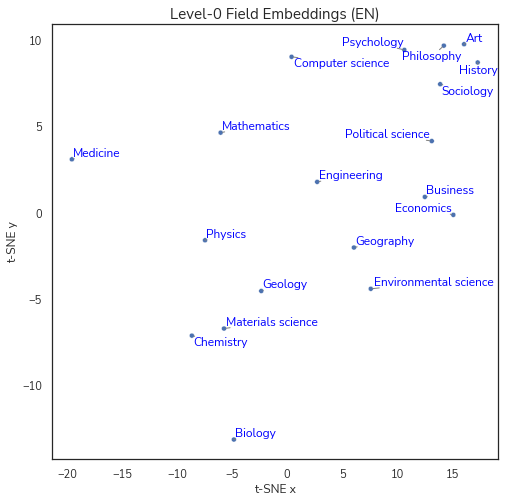 Level-0 Field Embeddings (EN)
10
5
0
−5
−10
t-SNE y
Psychology
Art
Philosophy
Computer science
History
Sociology
Mathematics
Political science
Medicine
Engineering
Business
Economics
Physics
Geography
Geology
Environmental science
Materials science
Chemistry
Biology
−20
−15
−10
−5
0
5
10
15
t-SNE x